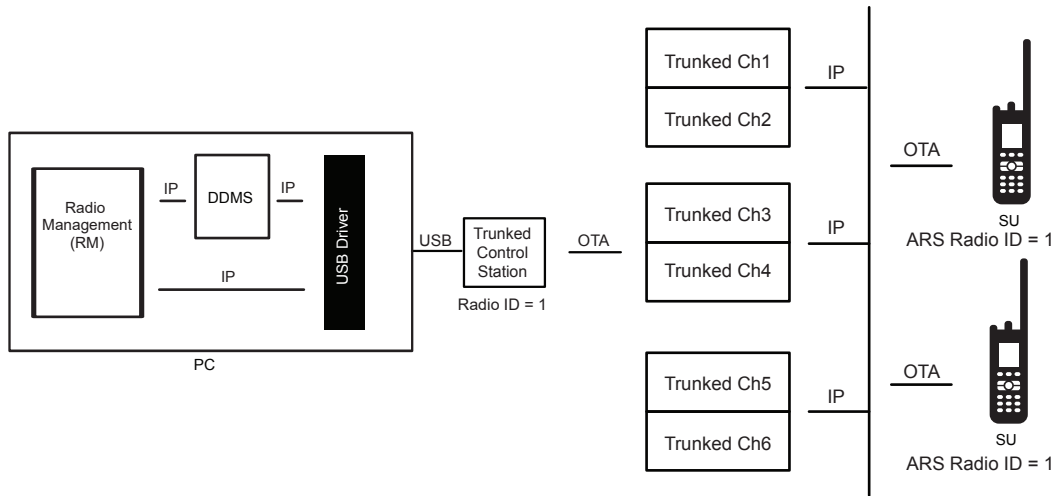 Radio
Management
(RM)
IP
DDMS
IP
IP
USB Driver
PC
USB
Trunked
Control
Station
Radio ID = 1
OTA
Trunked Ch1
Trunked Ch2
IP
Trunked Ch3
Trunked Ch4
IP
Trunked Ch5
Trunked Ch6
IP
OTA
SU
ARS Radio ID = 1
OTA
SU
ARS Radio ID = 1